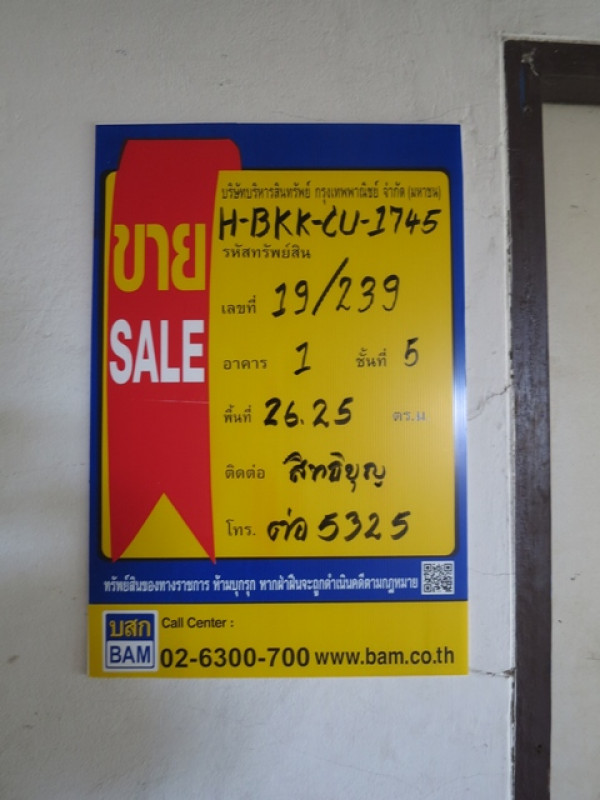 ขาย
SALE
บริษัทบริหารสินทรัพย์ กรุงเทพพาณิชย์ จำกัด (มหาชน)
H-BKK-CU-1745
รหัสทรัพย์สิน
เลขที่ 19/239
อาคาร 1 ชั้นที่ 5
พื้นที่ 26.25 ตร.ม
ติดต่อ สิทธิบุญ
โทร. ต่อ 5325
ทรัพย์สินของทางราชการ ห้ามบุกรุก หากฝ่าฝืนจะถูกดำเนินคดีตามกฎหมาย
บสก
BAM
Call Center :
02-6300-700 www.bam.co.th